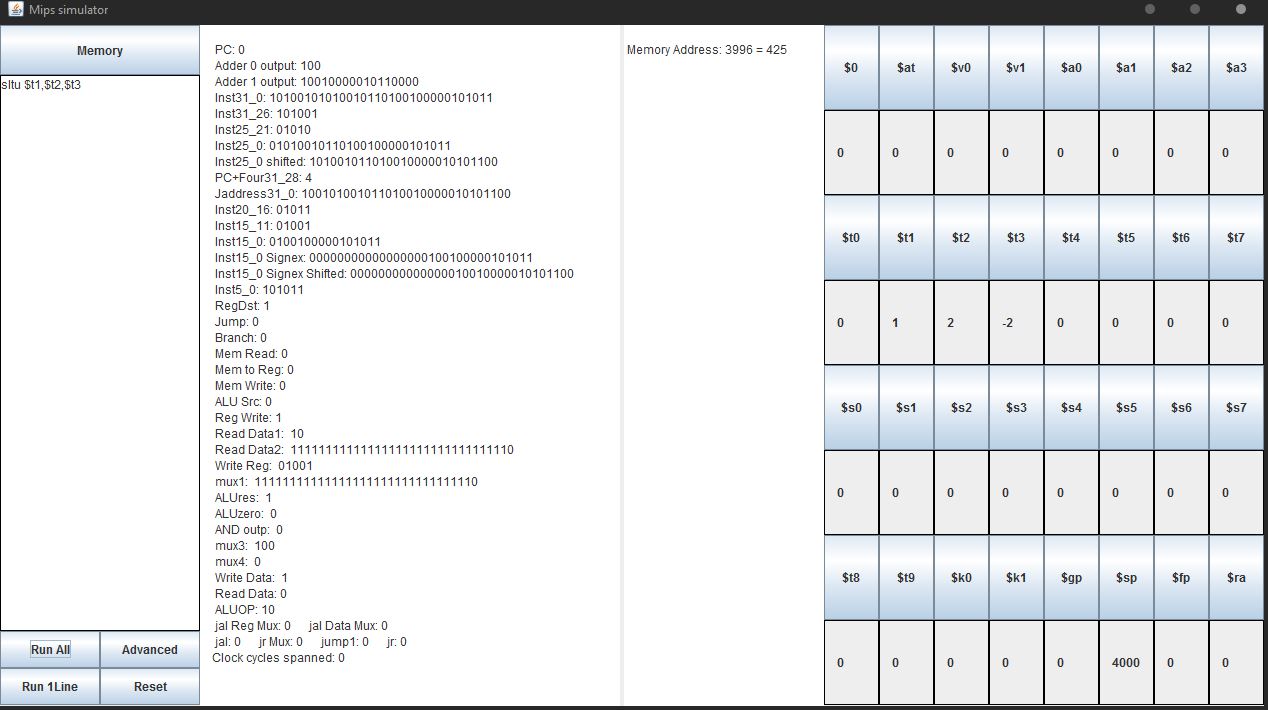 Mips simulator
Memory
sltu $t1,$t2,$t3
Run All
Advanced
Run 1Line
Reset
PC: 0
Adder 0 output: 100
Adder 1 output: 10010000010110000
Inst31_0: 10100101010010110100100000101011
Inst31_26: 101001
Inst25_21: 01010
Inst25_0: 01010010110100100000101011
Inst25_0 shifted: 101001011010010000010101100
PC+Four31_28: 4
Jaddress31_0: 100101001011010010000010101100
Inst20_16: 01011
Inst15_11: 01001
Inst15_0: 0100100000101011
Inst15_0 Signex: 00000000000000000100100000101011
Inst15_0 Signex Shifted: 00000000000000010010000010101100
Inst5_0: 101011
RegDst: 1
Jump: 0
Branch: 0
Mem Read: 0
Mem to Reg: 0
Mem Write: 0
ALU Src: 0
Reg Write: 1
Read Data1: 10
Read Data2: 11111111111111111111111111111110
Write Reg: 01001
mux1: 11111111111111111111111111111110
ALUres: 1
ALUzero: 0
AND outp: 0
mux3: 100
mux4: 0
Write Data: 1
Read Data: 0
ALUOP: 10
jal Reg Mux: 0 jal Data Mux: 0
jal: 0 jr Mux: 0 jump1: 0 jr: 0
Clock cycles spanned: 0
Memory Address: 3996 = 425
$0 $at $v0 $v1 $a0 $a1 $a2 $a3
0 0 0 0 0 0 0 0
$t0 $t1 $t2 $t3 $t4 $t5 $t6 $t7
0 1 2 -2 0 0 0 0
$s0 $s1 $s2 $s3 $s4 $s5 $s6 $s7
0 0 0 0 0 0 0 0
$t8 $t9 $k0 $k1 $gp $sp $fp $ra
0 0 0 0 0 4000 0 0